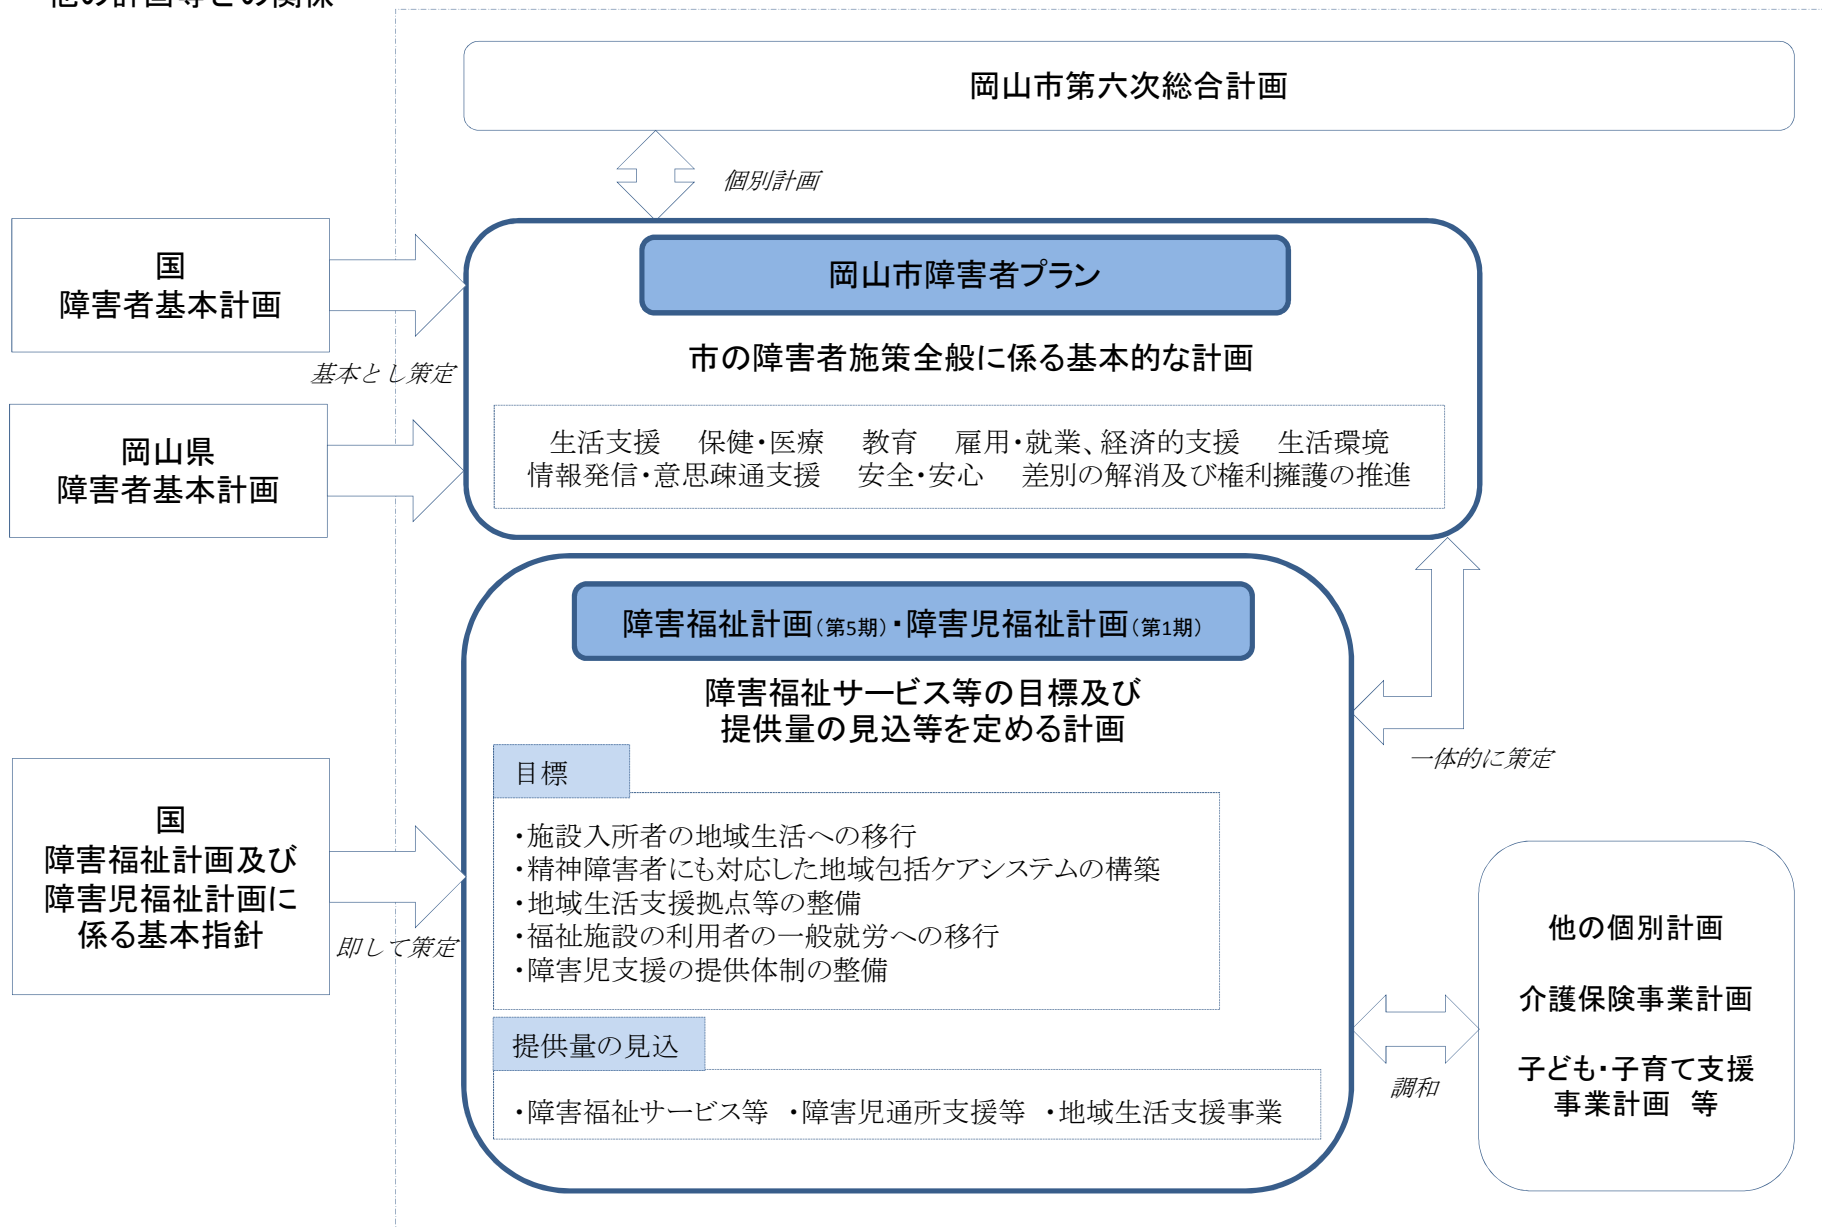 他の計画等との関係
岡山市第六次総合計画
個別計画
国
障害者基本計画
基本とし策定
岡山県
障害者基本計画
岡山市障害者プラン
市の障害者施策全般に係る基本的な計画
生活支援　保健・医療　教育　雇用・就業、経済的支援　生活環境
情報発信・意思疎通支援　安全・安心　差別の解消及び権利擁護の推進
障害福祉計画(第5期)・障害児福祉計画(第1期)
障害福祉サービス等の目標及び
提供量の見込等を定める計画
一体的に策定
目標
・施設入所者の地域生活への移行
・精神障害者にも対応した地域包括ケアシステムの構築
・地域生活支援拠点等の整備
・福祉施設の利用者の一般就労への移行
・障害児支援の提供体制の整備
国
障害福祉計画及び
障害児福祉計画に
係る基本指針
即して策定
提供量の見込
・障害福祉サービス等　・障害児通所支援等　・地域生活支援事業
調和
他の個別計画
介護保険事業計画
子ども・子育て支援
事業計画　等